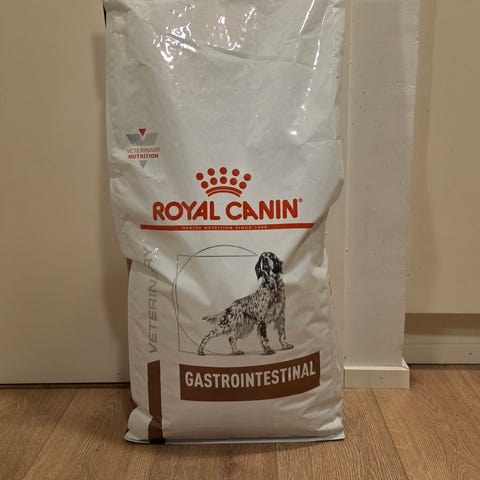 VETERINARY
NUTRITION
ROYAL CANIN®
HEALTH NUTRITION SINCE 1968
VETERINARY
GASTROINTESTINAL